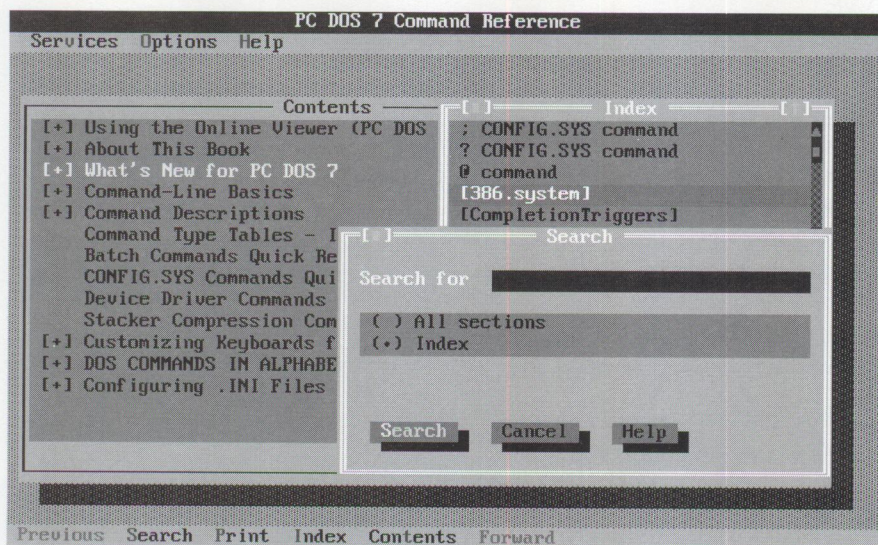 PC DOS 7 Command Reference
Services Options Help
Contents
[+] Using the Online Viewer (PC DOS
[+] About This Book
[+] What's New for PC DOS 7
[+] Command-Line Basics
[+] Command Descriptions
Command Type Tables - I
Batch Commands Quick Re
CONFIG.SYS Commands Qui
Device Driver Commands
Stacker Compression Com
[+] Customizing Keyboards f
[+] DOS COMMANDS IN ALPHABE
[+] Configuring .INI Files
Index
; CONFIG.SYS command
? CONFIG.SYS command
@ command
[386.system]
[CompletionTriggers]
Search
Search for
( ) All sections
(•) Index
Search Cancel Help
Previous Search Print Index Contents Forward